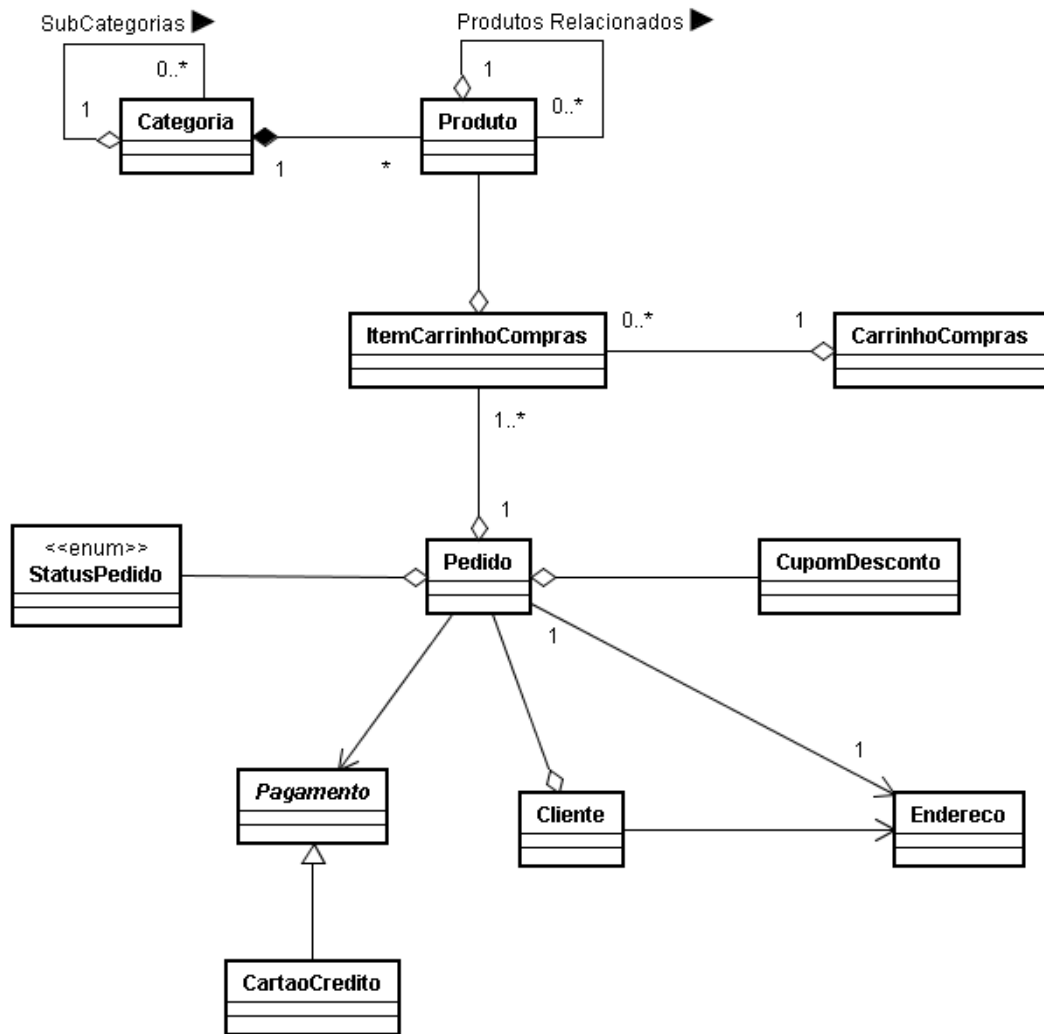 SubCategorias
Produtos Relacionados
0..*
1
1
0..*
Categoria
Produto
1
*
ItemCarrinhoCompras
0..*
1
CarrinhoCompras
1..*
1
<<enum>>
StatusPedido
Pedido
CupomDesconto
1
1
Pagamento
Cliente
Endereco
CartaoCredito